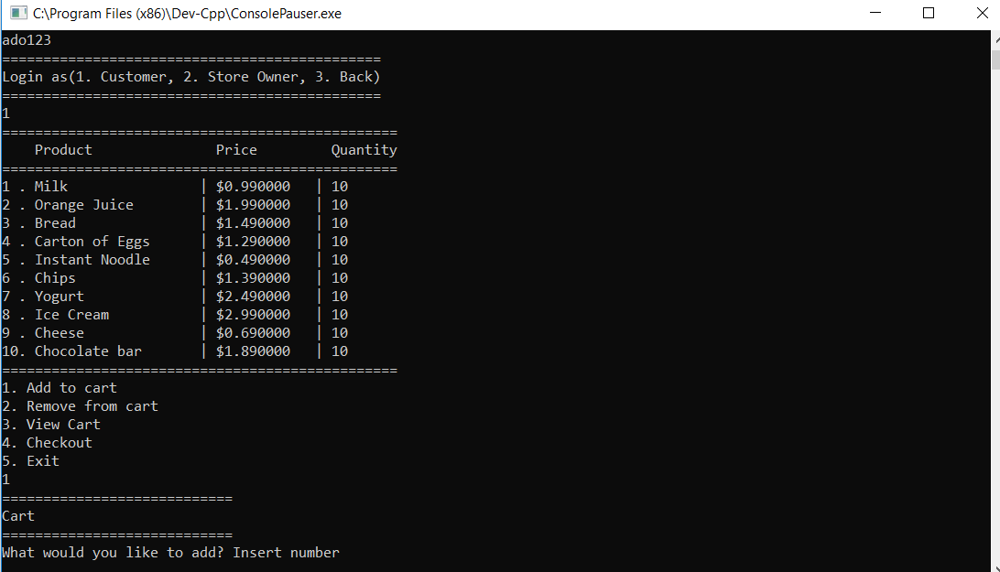 C:\Program Files (x86)\Dev-Cpp\ConsolePauser.exe
ado123
==============================================
Login as(1. Customer, 2. Store Owner, 3. Back)
==============================================
1
================================================
    Product               Price         Quantity
================================================
1 . Milk                | $0.990000   | 10
2 . Orange Juice        | $1.990000   | 10
3 . Bread               | $1.490000   | 10
4 . Carton of Eggs      | $1.290000   | 10
5 . Instant Noodle      | $0.490000   | 10
6 . Chips               | $1.390000   | 10
7 . Yogurt              | $2.490000   | 10
8 . Ice Cream           | $2.990000   | 10
9 . Cheese              | $0.690000   | 10
10. Chocolate bar       | $1.890000   | 10
================================================
1. Add to cart
2. Remove from cart
3. View Cart
4. Checkout
5. Exit
1
============================
Cart
============================
What would you like to add? Insert number